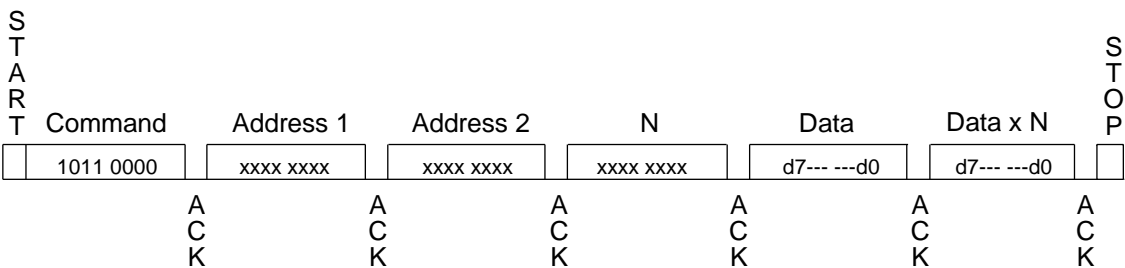 START
STOP
Command Address 1 Address 2 N Data Data x N
1011 0000 xxxx xxxx xxxx xxxx xxxx xxxx d7--- ---d0 d7--- ---d0
ACK ACK ACK ACK ACK ACK